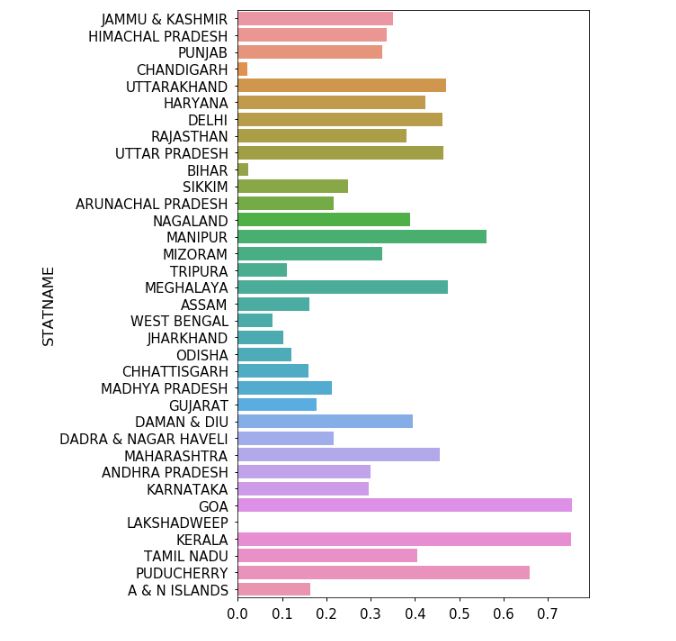 JAMMU & KASHMIR
HIMACHAL PRADESH
PUNJAB
CHANDIGARH
UTTARAKHAND
HARYANA
DELHI
RAJASTHAN
UTTAR PRADESH
BIHAR
SIKKIM
ARUNACHAL PRADESH
NAGALAND
MANIPUR
MIZORAM
TRIPURA
MEGHALAYA
ASSAM
WEST BENGAL
JHARKHAND
ODISHA
CHHATTISGARH
MADHYA PRADESH
GUJARAT
DAMAN & DIU
DADRA & NAGAR HAVELI
MAHARASHTRA
ANDHRA PRADESH
KARNATAKA
GOA
LAKSHADWEEP
KERALA
TAMIL NADU
PUDUCHERRY
A & N ISLANDS
STATNAME
0.0 0.1 0.2 0.3 0.4 0.5 0.6 0.7